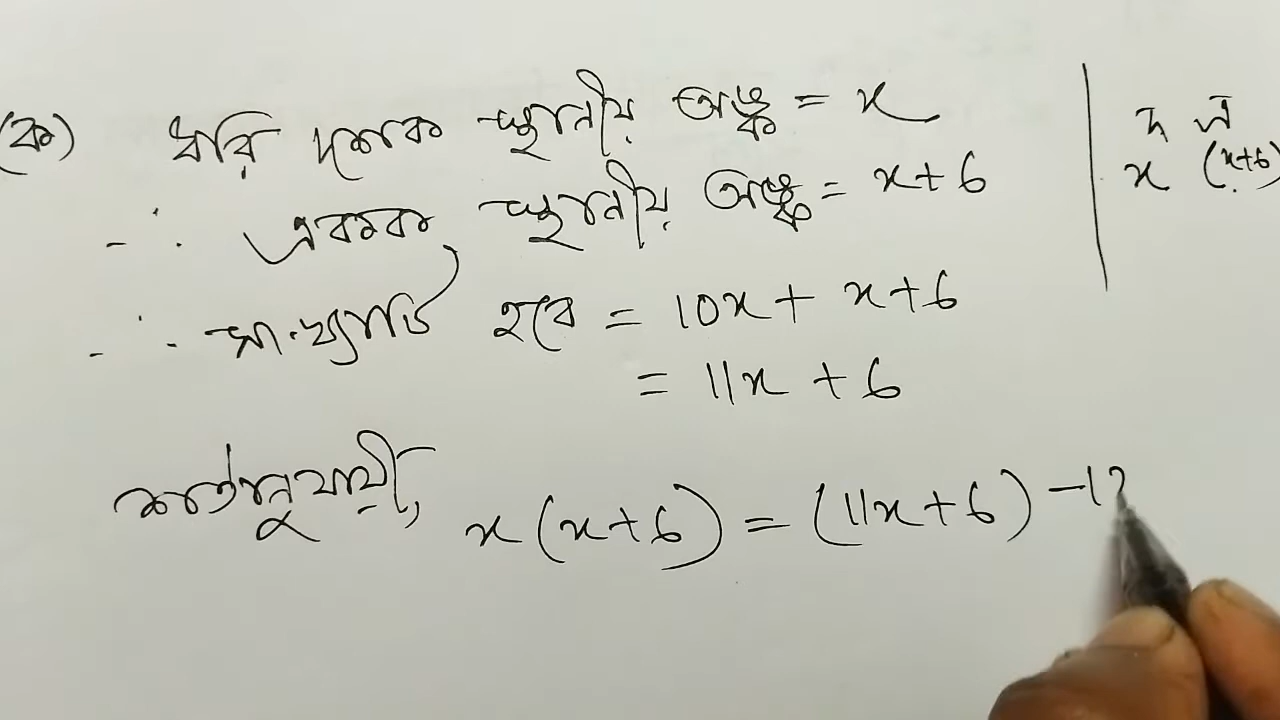 (ক) ধরি দশক স্থানীয় অঙ্ক = x
∴ একক স্থানীয় অঙ্ক = x+6
∴ সংখ্যাটি হবে = 10x + x+6
= 11x + 6
শর্তানুযায়ী, x(x+6) = (11x+6) -12
দ
x (x+6)